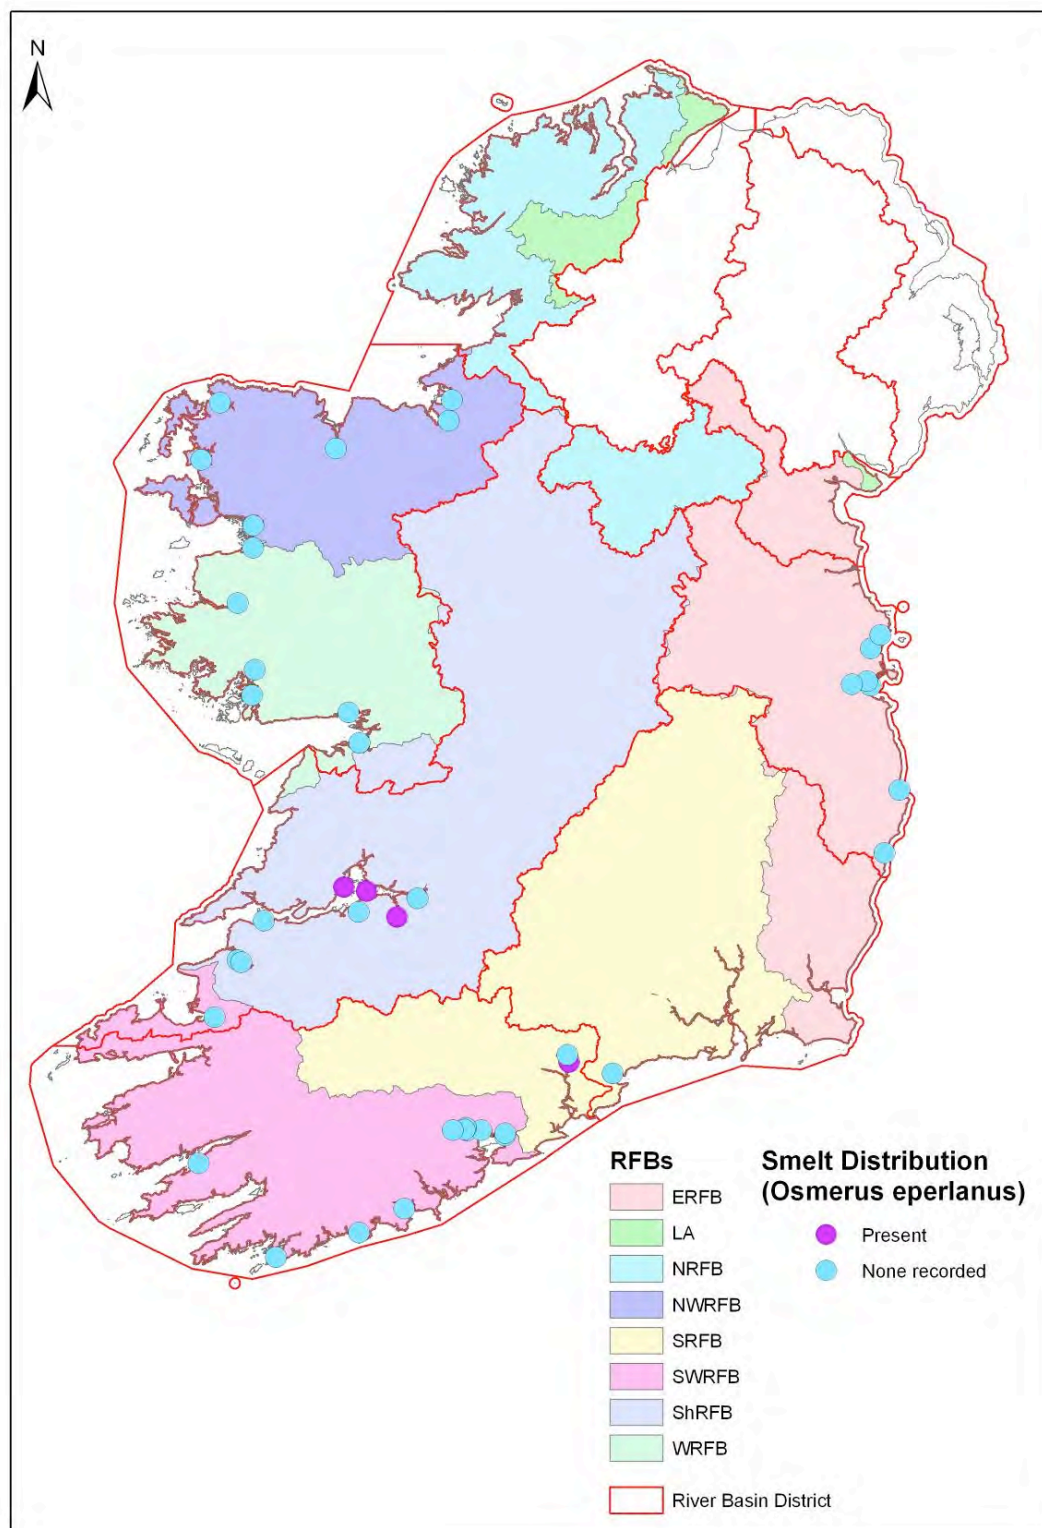 N
RFBs
ERFB
LA
NRFB
NWRFB
SRFB
SWRFB
ShRFB
WRFB
River Basin District
Smelt Distribution
(Osmerus eperlanus)
Present
None recorded